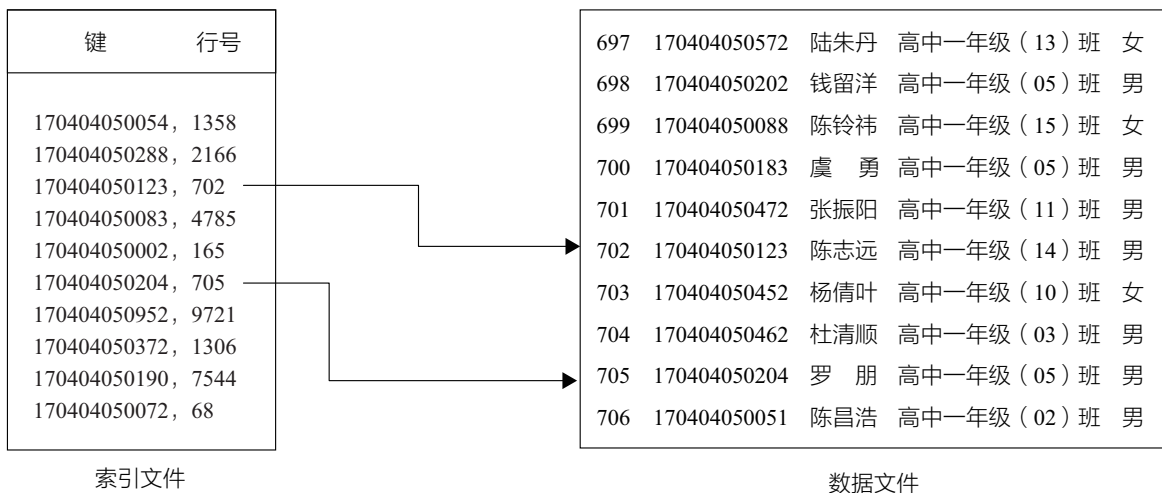 键 行号
170404050054，1358
170404050288，2166
170404050123，702
170404050083，4785
170404050002，165
170404050204，705
170404050952，9721
170404050372，1306
170404050190，7544
170404050072，68
索引文件
697 170404050572 陆朱丹 高中一年级（13）班 女
698 170404050202 钱留洋 高中一年级（05）班 男
699 170404050088 陈铃祎 高中一年级（15）班 女
700 170404050183 虞 勇 高中一年级（05）班 男
701 170404050472 张振阳 高中一年级（11）班 男
702 170404050123 陈志远 高中一年级（14）班 男
703 170404050452 杨倩叶 高中一年级（10）班 女
704 170404050462 杜清顺 高中一年级（03）班 男
705 170404050204 罗 朋 高中一年级（05）班 男
706 170404050051 陈昌浩 高中一年级（02）班 男
数据文件